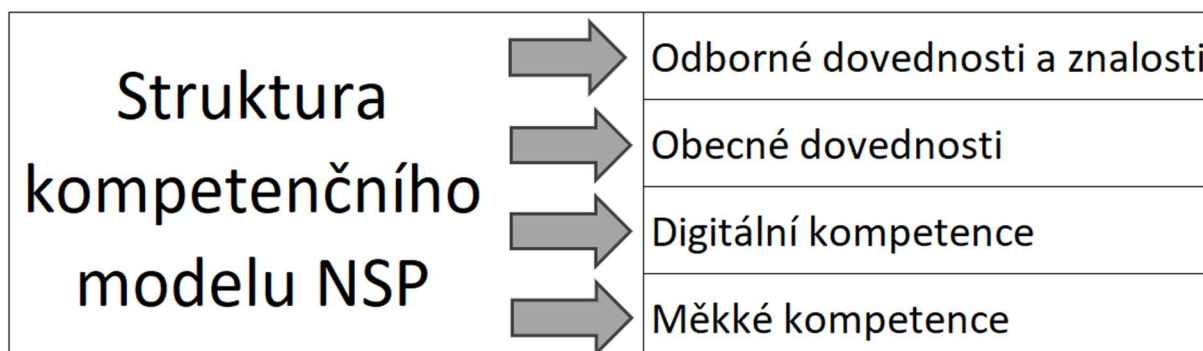 Struktura
kompetenčního
modelu NSP
Odborné dovednosti a znalosti
Obecné dovednosti
Digitální kompetence
Měkké kompetence